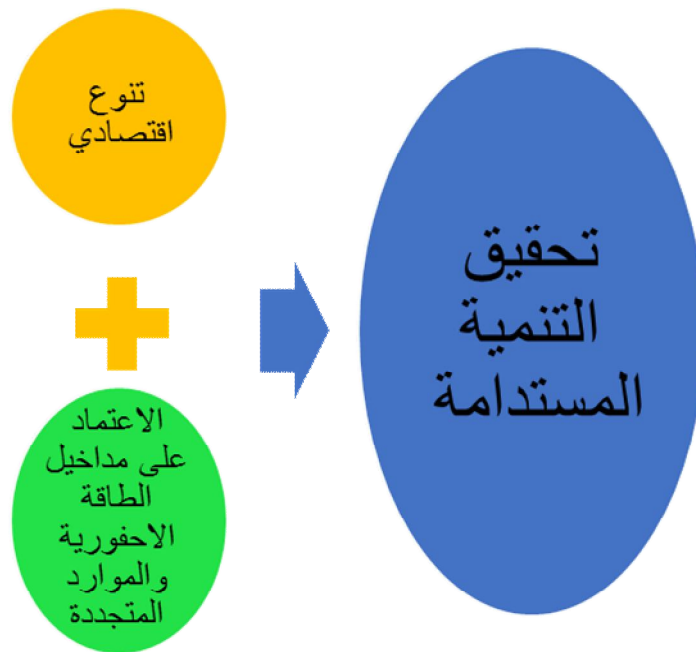 تنوع
اقتصادي
الاعتماد
على مداخيل
الطاقة
الاحفورية
والموارد
المتجددة
تحقيق
التنمية
المستدامة